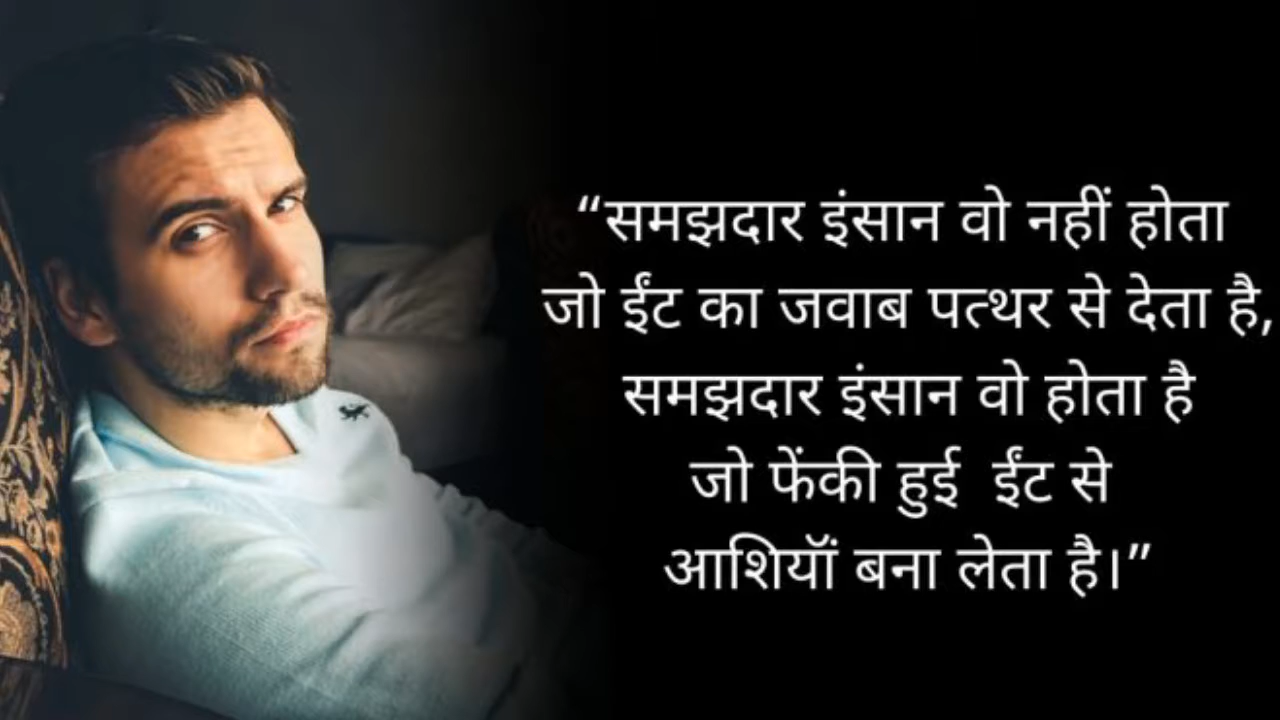 “समझदार इंसान वो नहीं होता
जो ईंट का जवाब पत्थर से देता है,
समझदार इंसान वो होता है
जो फेंकी हुई ईंट से
आशियाॅं बना लेता है।”